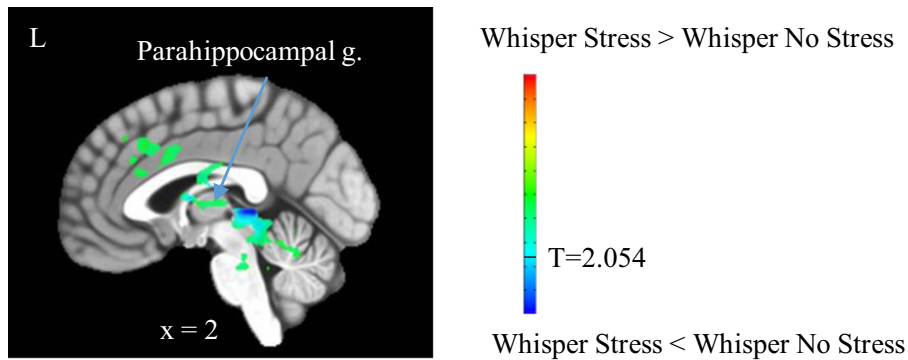 L
Parahippocampal g.
x = 2
Whisper Stress > Whisper No Stress
T=2.054
Whisper Stress < Whisper No Stress